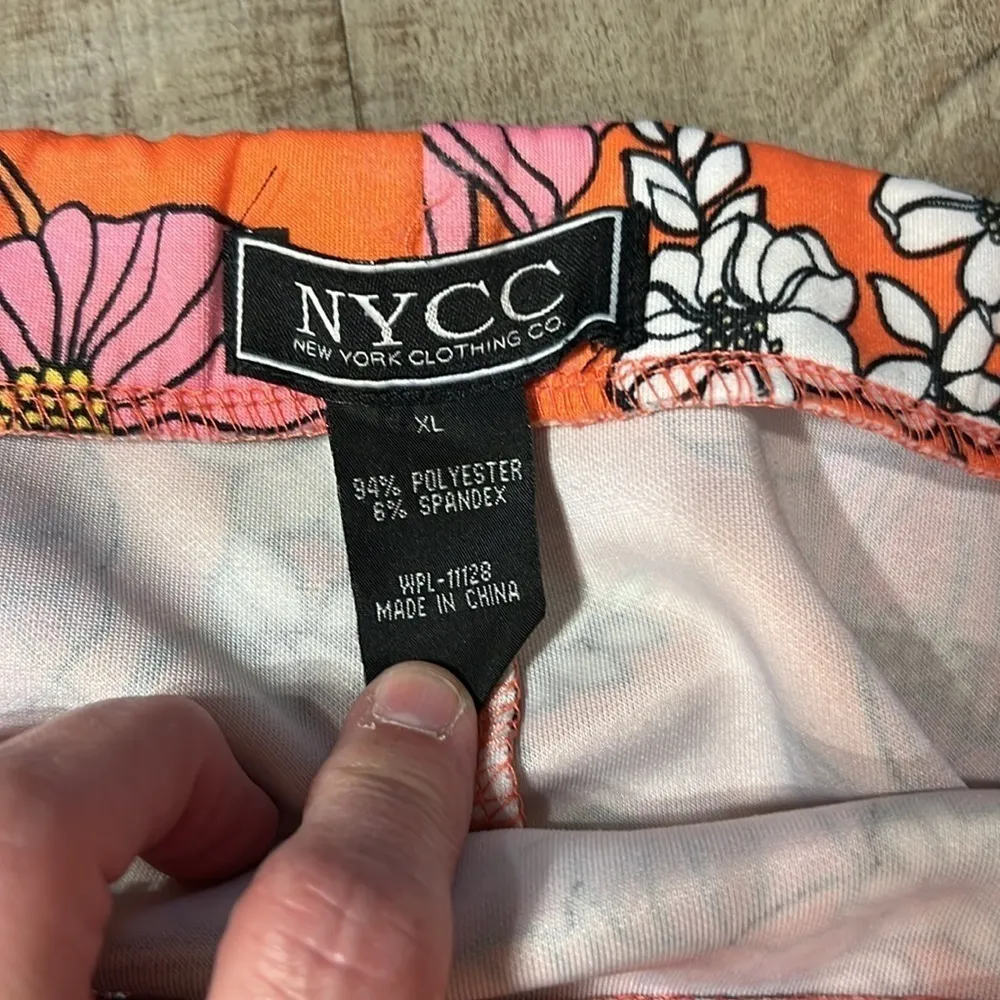 NYCC
NEW YORK CLOTHING CO.
XL
94% POLYESTER
6% SPANDEX
WPL-11128
MADE IN CHINA